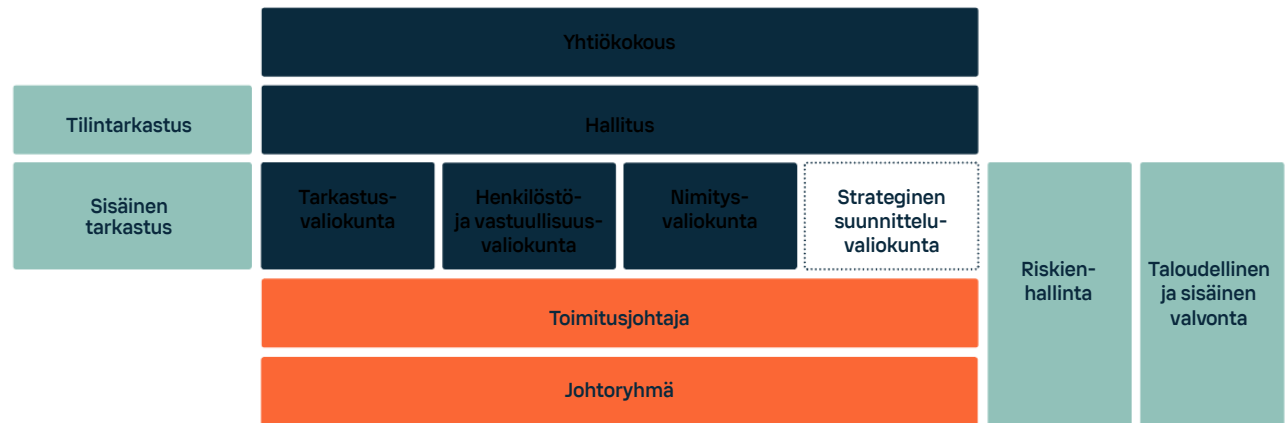 Yhtiökokous
Tilintarkastus
Hallitus
Sisäinen
tarkastus
Tarkastus-
valiokunta
Henkilöstö-
ja vastuullisuus-
valiokunta
Nimitys-
valiokunta
Strateginen
suunnittelu-
valiokunta
Riskien-
hallinta
Taloudellinen
ja sisäinen
valvonta
Toimitusjohtaja
Johtoryhmä